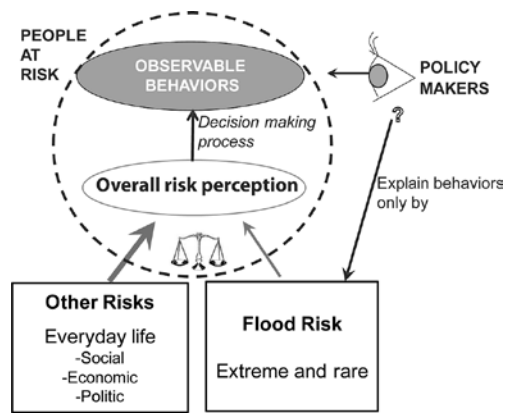 PEOPLE
AT
RISK
OBSERVABLE
BEHAVIORS
POLICY
MAKERS
?
Decision making
process
Overall risk perception
Explain behaviors
only by
Other Risks
Everyday life
-Social
-Economic
-Politic
Flood Risk
Extreme and rare